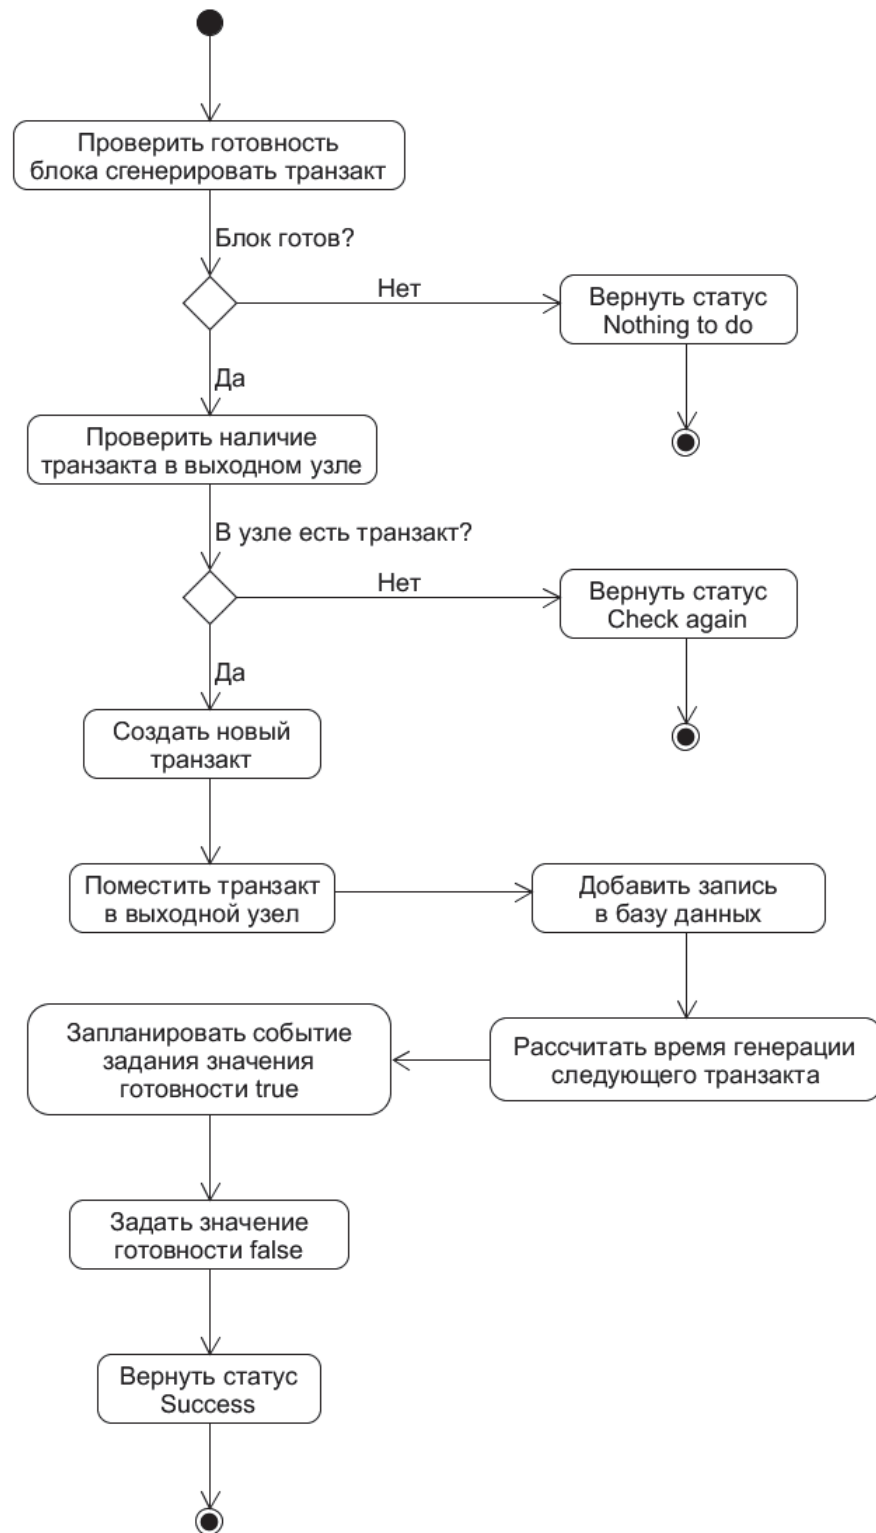 Проверить готовность
блока сгенерировать транзакт
Блок готов?
Нет
Вернуть статус
Nothing to do
Да
Проверить наличие
транзакта в выходном узле
В узле есть транзакт?
Нет
Вернуть статус
Check again
Да
Создать новый
транзакт
Поместить транзакт
в выходной узел
Добавить запись
в базу данных
Рассчитать время генерации
следующего транзакта
Запланировать событие
задания значения
готовности true
Задать значение
готовности false
Вернуть статус
Success